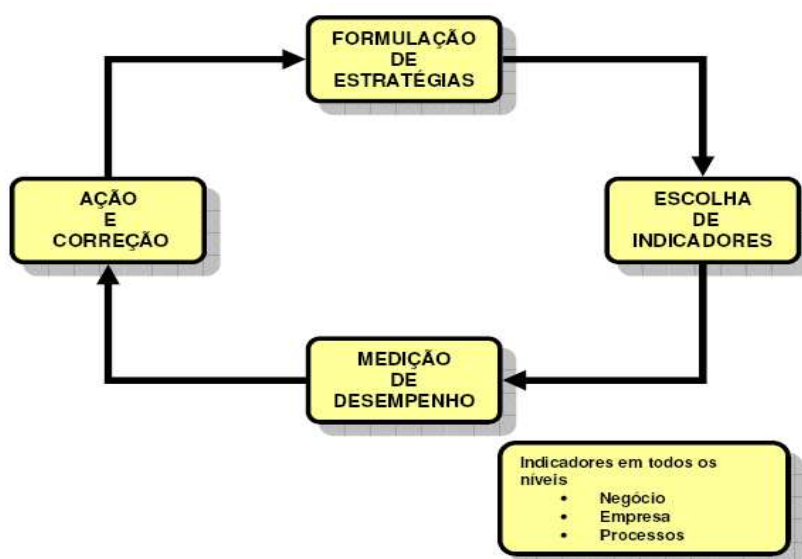 FORMULAÇÃO
DE
ESTRATÉGIAS
AÇÃO
E
CORREÇÃO
ESCOLHA
DE
INDICADORES
MEDIÇÃO
DE
DESEMPENHO
Indicadores em todos os
níveis
• Negócio
• Empresa
• Processos